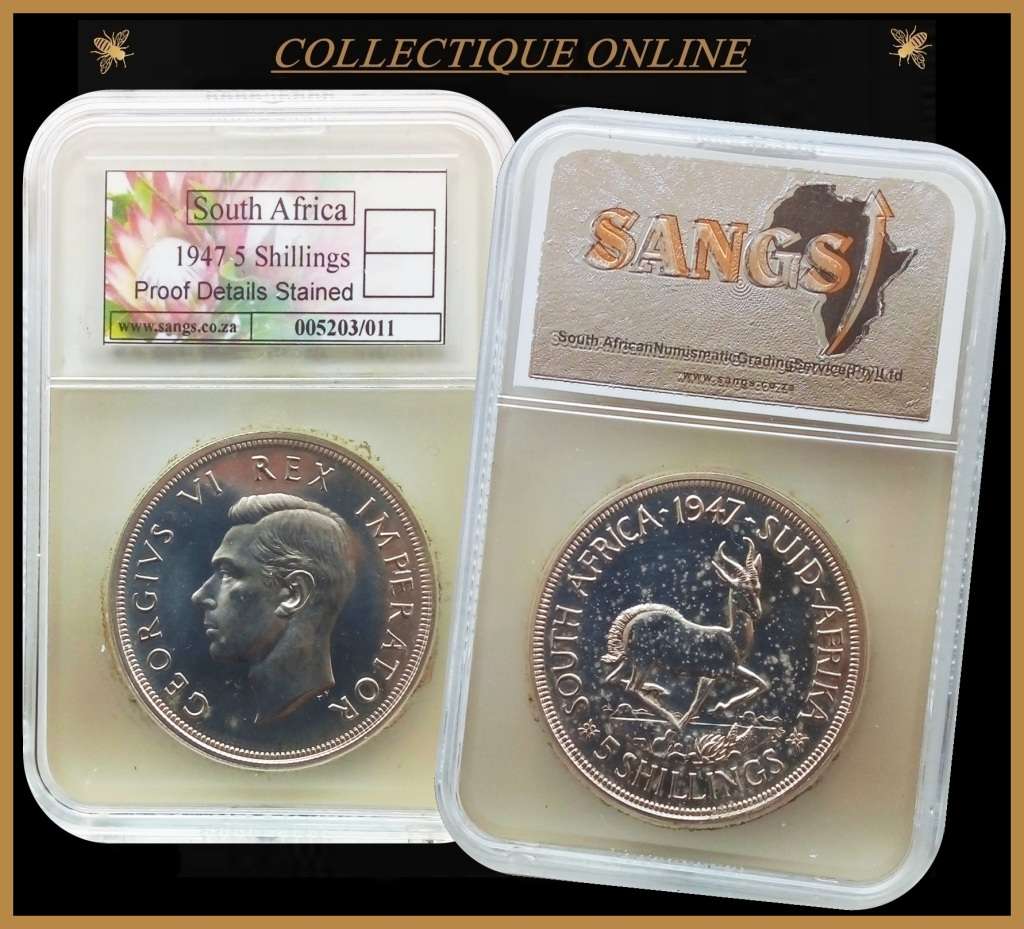 COLLECTIQUE ONLINE
South Africa
1947 5 Shillings
Proof Details Stained
www.sangs.co.za
005203/011
GEORGIVS VI REX IMPERATOR
SANGS
South African Numismatic Grading Service (Pty) Ltd
www.sangs.co.za
SOUTH AFRICA-1947-SUID-AFRIKA
5 SHILLINGS